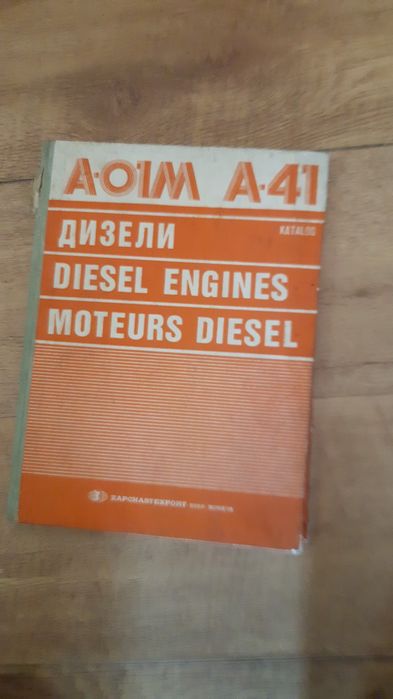 А-01М А-41
KATALOG
ДИЗЕЛИ
DIESEL ENGINES
MOTEURS DIESEL